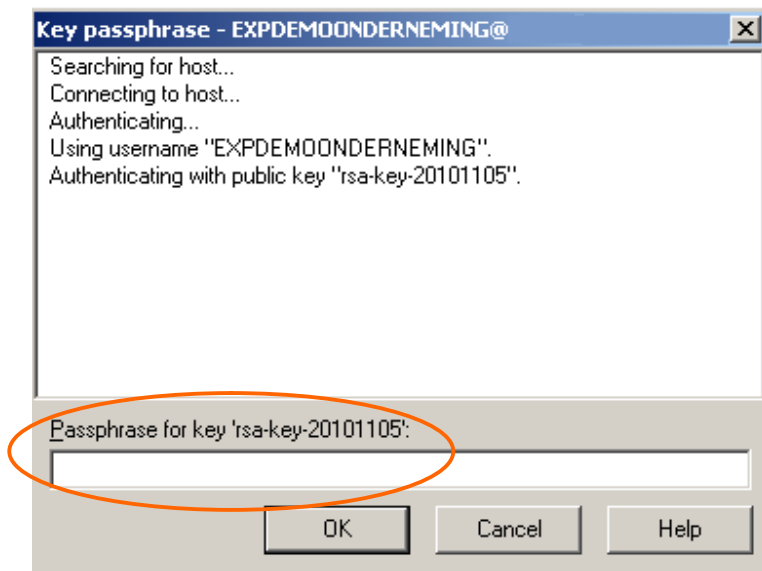 Key passphrase - EXPDEMOONDERNEMING@
Searching for host...
Connecting to host...
Authenticating...
Using username "EXPDEMOONDERNEMING".
Authenticating with public key "rsa-key-20101105".
Passphrase for key 'rsa-key-20101105':
OK Cancel Help